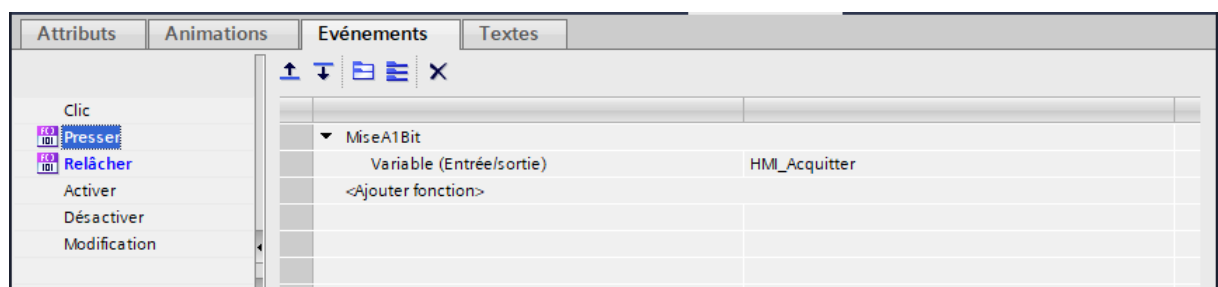 Attributs Animations Evénements Textes
Clic
Presser
Relâcher
Activer
Désactiver
Modification
MiseA1Bit
Variable (Entrée/sortie) HMI_Acquitter
<Ajouter fonction>